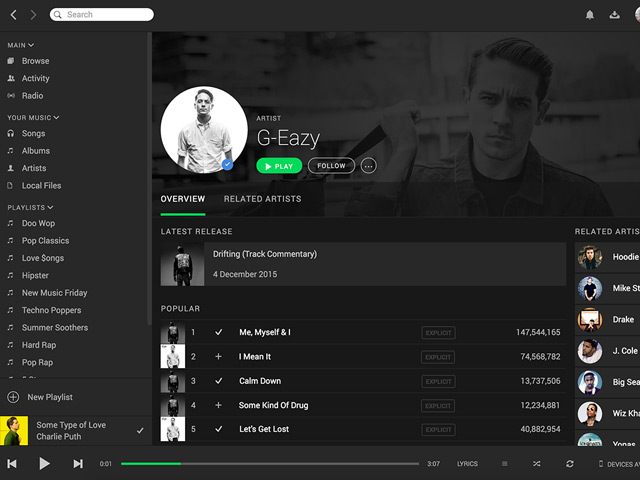 Search
MAIN
Browse
Activity
Radio
YOUR MUSIC
Songs
Albums
Artists
Local Files
PLAYLISTS
Doo Wop
Pop Classics
Love $ongs
Hipster
New Music Friday
Techno Poppers
Summer Soothers
Hard Rap
Pop Rap
New Playlist
Some Type of Love
Charlie Puth
ARTIST
G-Eazy
PLAY
FOLLOW
OVERVIEW
RELATED ARTISTS
LATEST RELEASE
Drifting (Track Commentary)
4 December 2015
POPULAR
1 Me, Myself & I EXPLICIT 147,544,165
2 I Mean It EXPLICIT 74,568,782
3 Calm Down EXPLICIT 13,737,506
4 Some Kind Of Drug EXPLICIT 12,234,881
5 Let's Get Lost EXPLICIT 40,882,954
RELATED ARTIS
Hoodie
Mike St
Drake
J. Cole
Big Sea
Wiz Kha
Yonas
0:01
3:07
LYRICS
DEVICES AV